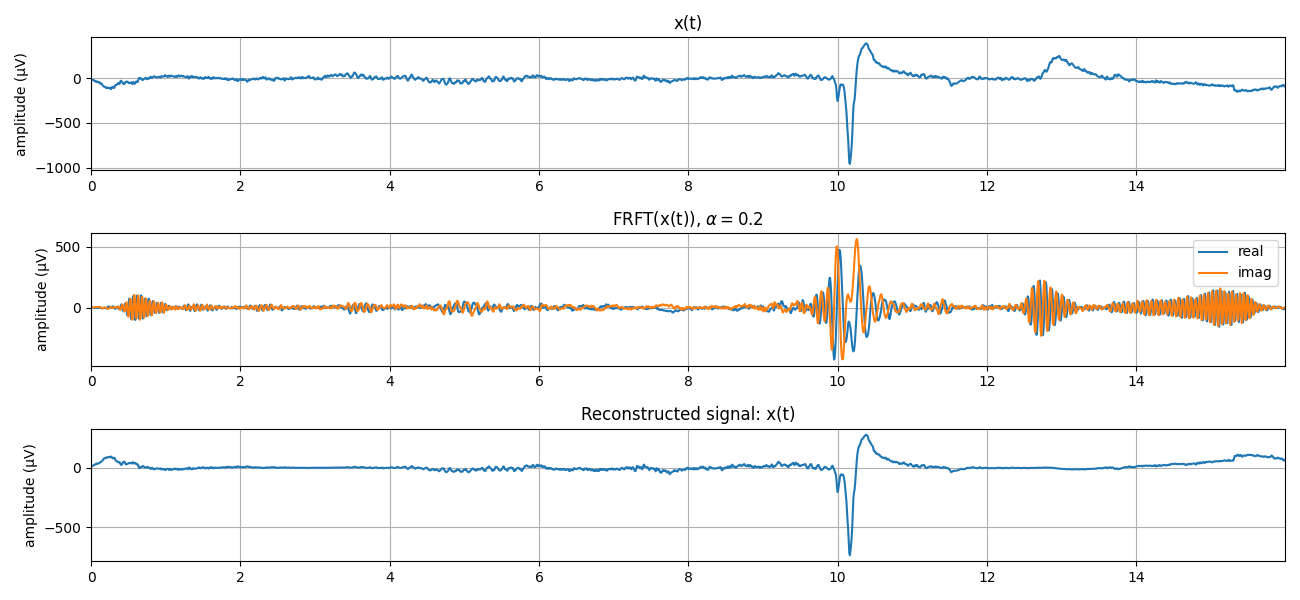 x(t)
amplitude (µV)
0
−500
−1000
0 2 4 6 8 10 12 14
FRFT(x(t)), α = 0.2
amplitude (µV)
500
0
real
imag
0 2 4 6 8 10 12 14
Reconstructed signal: x(t)
amplitude (µV)
0
−500
0 2 4 6 8 10 12 14